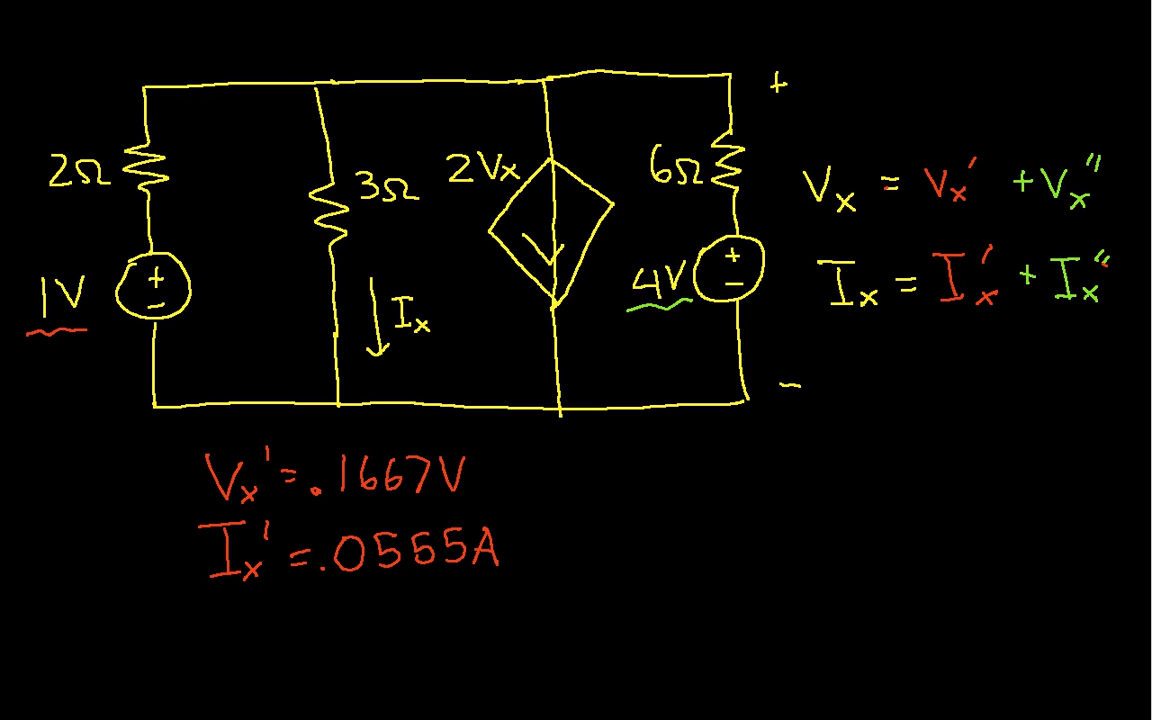 +
2Ω
3Ω
2Vx
6Ω
Vx = Vx' + Vx"
1V
+
-
Ix
4V
+
-
Ix = Ix' + Ix"
-
Vx' = .1667V
Ix' = .0555A